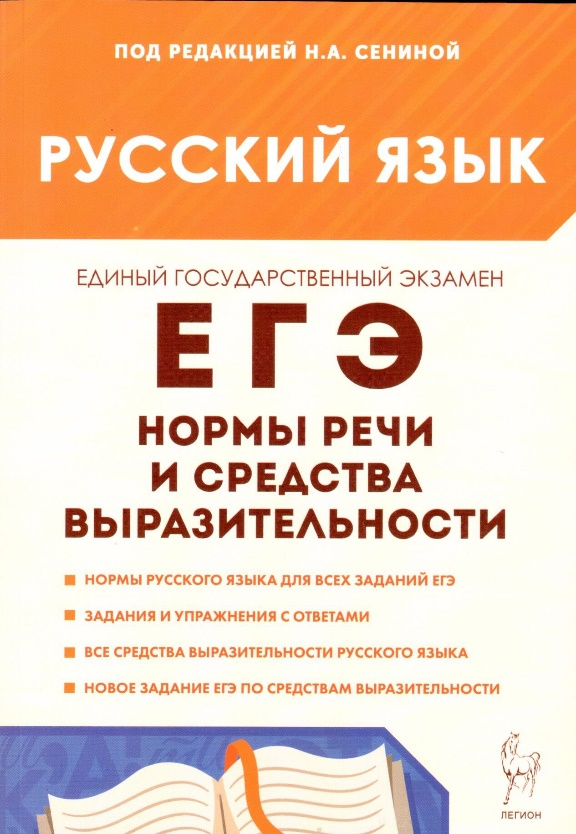 ПОД РЕДАКЦИЕЙ Н.А. СЕНИНОЙ
РУССКИЙ ЯЗЫК
ЕДИНЫЙ ГОСУДАРСТВЕННЫЙ ЭКЗАМЕН
ЕГЭ
НОРМЫ РЕЧИ
И СРЕДСТВА
ВЫРАЗИТЕЛЬНОСТИ
НОРМЫ РУССКОГО ЯЗЫКА ДЛЯ ВСЕХ ЗАДАНИЙ ЕГЭ
ЗАДАНИЯ И УПРАЖНЕНИЯ С ОТВЕТАМИ
ВСЕ СРЕДСТВА ВЫРАЗИТЕЛЬНОСТИ РУССКОГО ЯЗЫКА
НОВОЕ ЗАДАНИЕ ЕГЭ ПО СРЕДСТВАМ ВЫРАЗИТЕЛЬНОСТИ
ЛЕГИОН